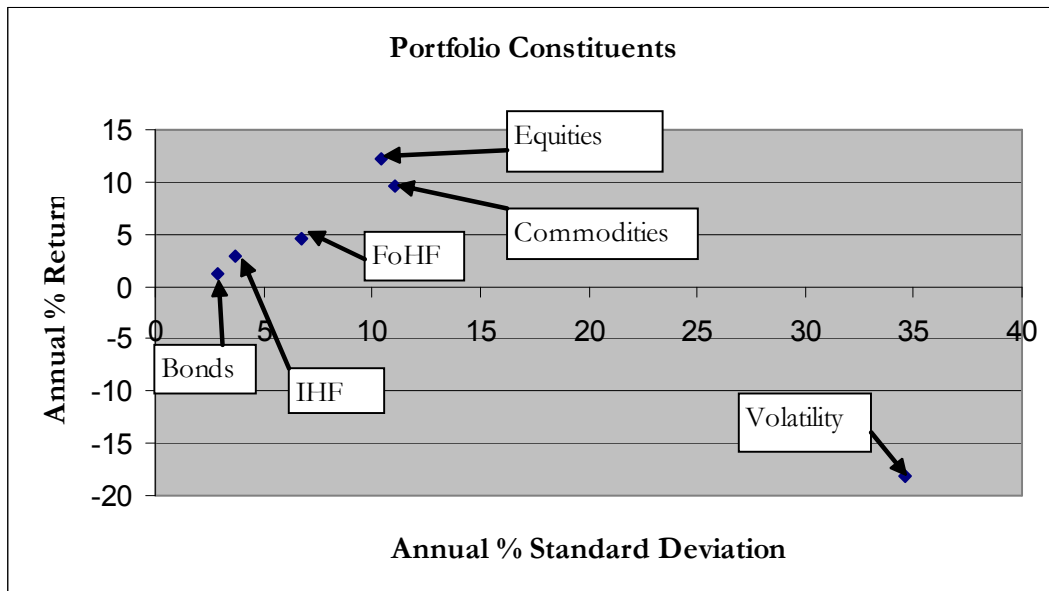 Portfolio Constituents
Annual % Return
15
10
5
0
-5
-10
-15
-20
0 5 10 15 20 25 30 35 40
Equities
Commodities
FoHF
Bonds
IHF
Volatility
Annual % Standard Deviation